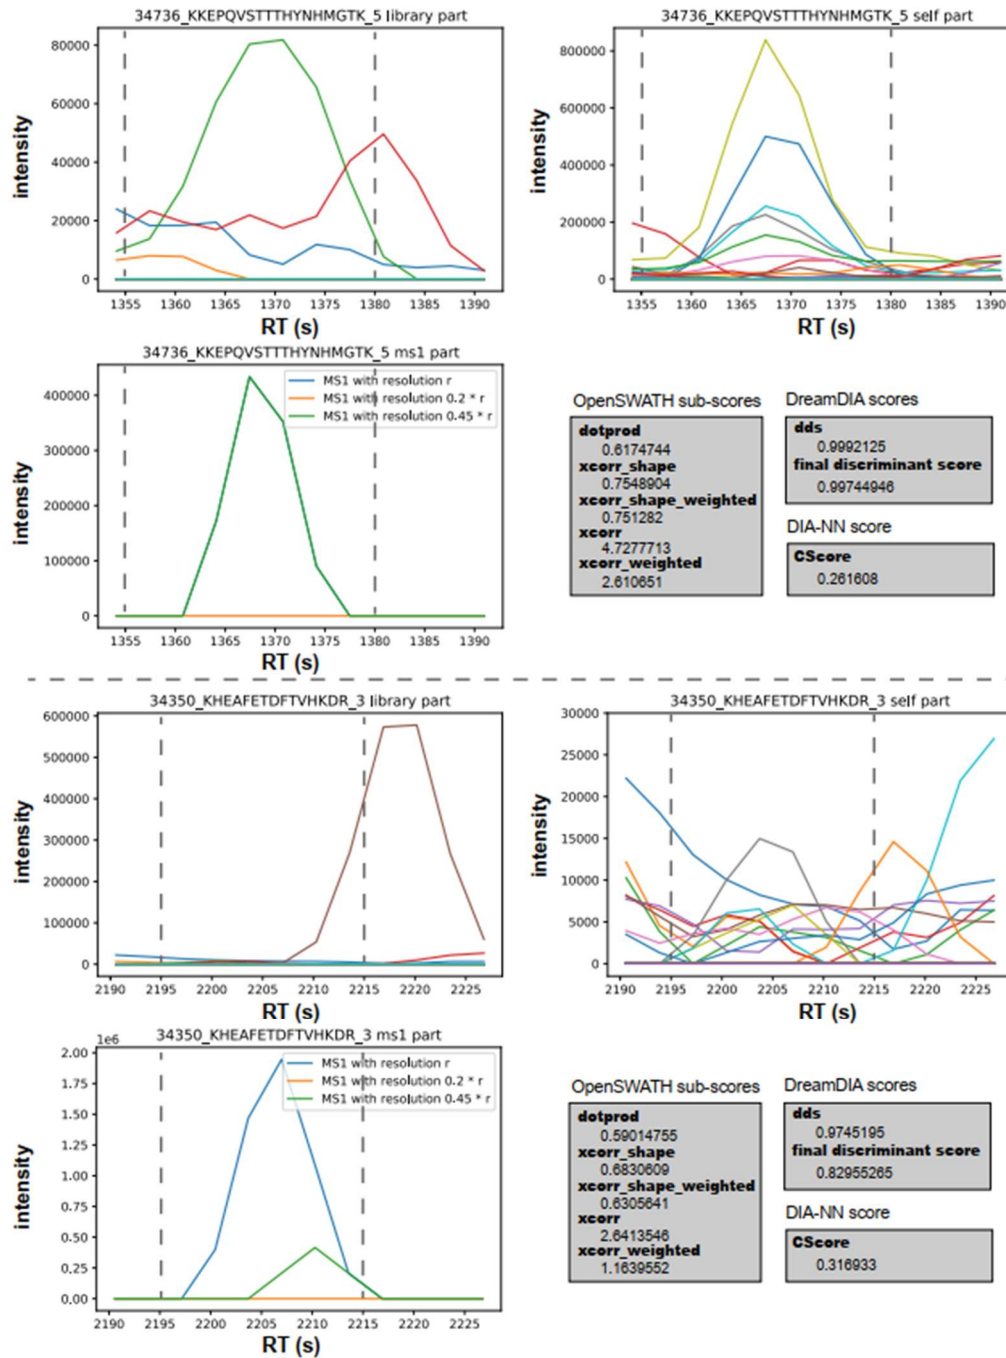 34736_KKEPQVSTTTHYNHMGTK_5 library part
80000
60000
40000
20000
0
intensity
1355 1360 1365 1370 1375 1380 1385 1390
RT (s)
34736_KKEPQVSTTTHYNHMGTK_5 self part
800000
600000
400000
200000
0
intensity
1355 1360 1365 1370 1375 1380 1385 1390
RT (s)
34736_KKEPQVSTTTHYNHMGTK_5 ms1 part
MS1 with resolution r
MS1 with resolution 0.2 * r
MS1 with resolution 0.45 * r
400000
300000
200000
100000
0
intensity
1355 1360 1365 1370 1375 1380 1385 1390
RT (s)
OpenSWATH sub-scores
dotprod
0.6174744
xcorr_shape
0.7548904
xcorr_shape_weighted
0.751282
xcorr
4.7277713
xcorr_weighted
2.610651
DreamDIA scores
dds
0.9992125
final discriminant score
0.99744946
DIA-NN score
CScore
0.261608
34350_KHEAFETDFTVHKDR_3 library part
600000
500000
400000
300000
200000
100000
0
intensity
2190 2195 2200 2205 2210 2215 2220 2225
RT (s)
34350_KHEAFETDFTVHKDR_3 self part
30000
25000
20000
15000
10000
5000
0
intensity
2190 2195 2200 2205 2210 2215 2220 2225
RT (s)
34350_KHEAFETDFTVHKDR_3 ms1 part
1e6
MS1 with resolution r
MS1 with resolution 0.2 * r
MS1 with resolution 0.45 * r
2.00
1.75
1.50
1.25
1.00
0.75
0.50
0.25
0.00
intensity
2190 2195 2200 2205 2210 2215 2220 2225
RT (s)
OpenSWATH sub-scores
dotprod
0.59014755
xcorr_shape
0.6830609
xcorr_shape_weighted
0.6305641
xcorr
2.6413546
xcorr_weighted
1.1639552
DreamDIA scores
dds
0.9745195
final discriminant score
0.82955265
DIA-NN score
CScore
0.316933